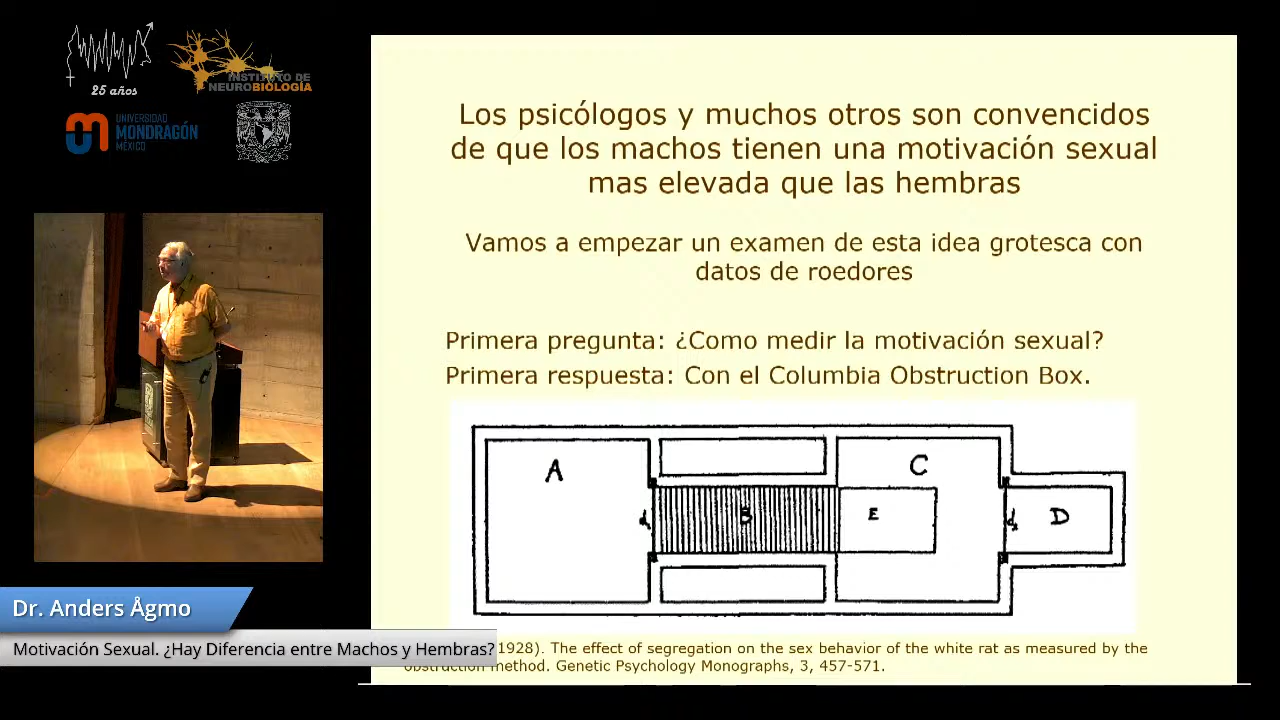 25 años
INSTITUTO DE
NEUROBIOLOGÍA
UNIVERSIDAD
MONDRAGÓN
MÉXICO
Los psicólogos y muchos otros son convencidos
de que los machos tienen una motivación sexual
mas elevada que las hembras
Vamos a empezar un examen de esta idea grotesca con
datos de roedores
Primera pregunta: ¿Como medir la motivación sexual?
Primera respuesta: Con el Columbia Obstruction Box.
A
C
d B E d D
Dr. Anders Ågmo
Motivación Sexual. ¿Hay Diferencia entre Machos y Hembras?
1928). The effect of segregation on the sex behavior of the white rat as measured by the
obstruction method. Genetic Psychology Monographs, 3, 457-571.